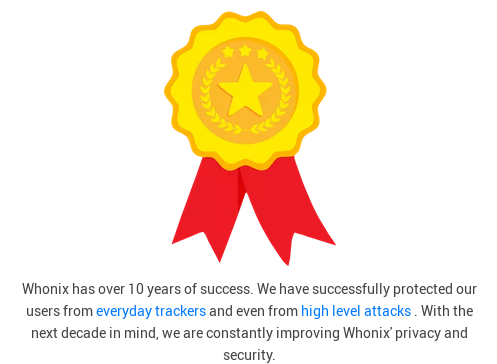 Whonix has over 10 years of success. We have successfully protected our
users from everyday trackers and even from high level attacks . With the
next decade in mind, we are constantly improving Whonix' privacy and
security.